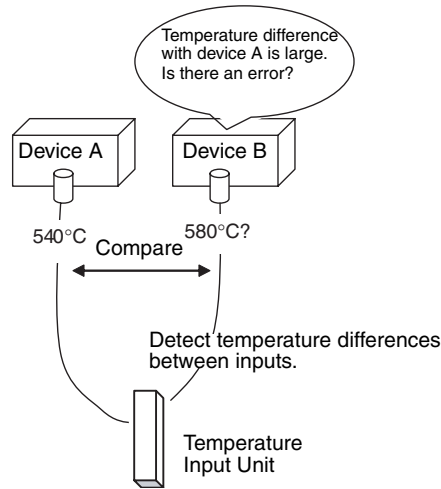 Temperature difference
with device A is large.
Is there an error?
Device A
Device B
540°C
580°C?
Compare
Detect temperature differences
between inputs.
Temperature
Input Unit